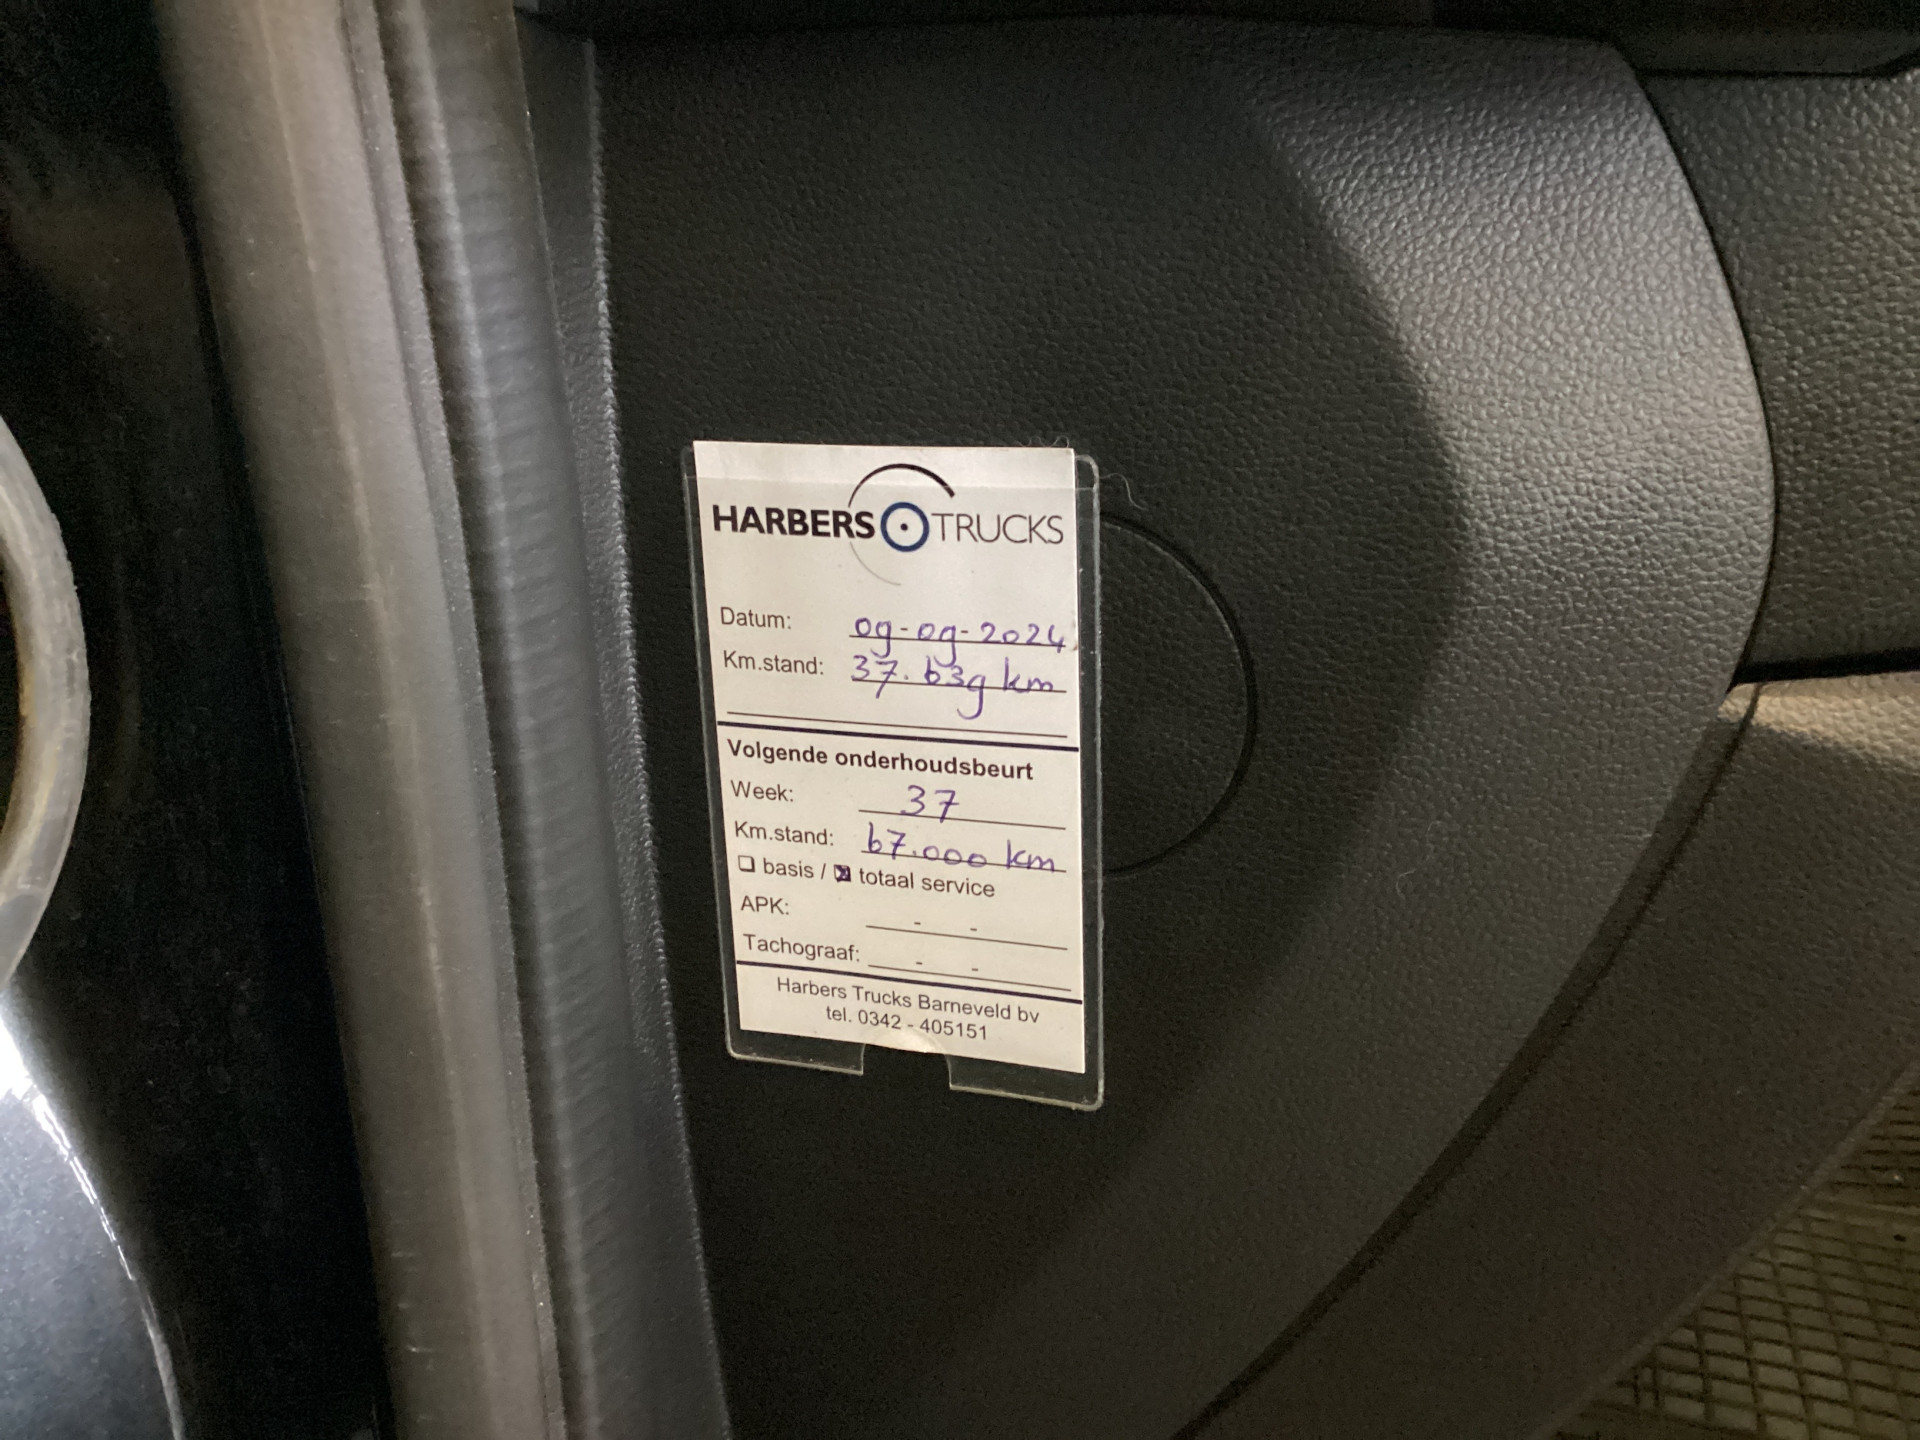 HARBERS TRUCKS
Datum: 09-09-2024
Km.stand: 37.639 km
Volgende onderhoudsbeurt
Week: 37
Km.stand: 67.000 km
❑ basis / ☒ totaal service
APK: - -
Tachograaf: - -
Harbers Trucks Barneveld bv
tel. 0342 - 405151